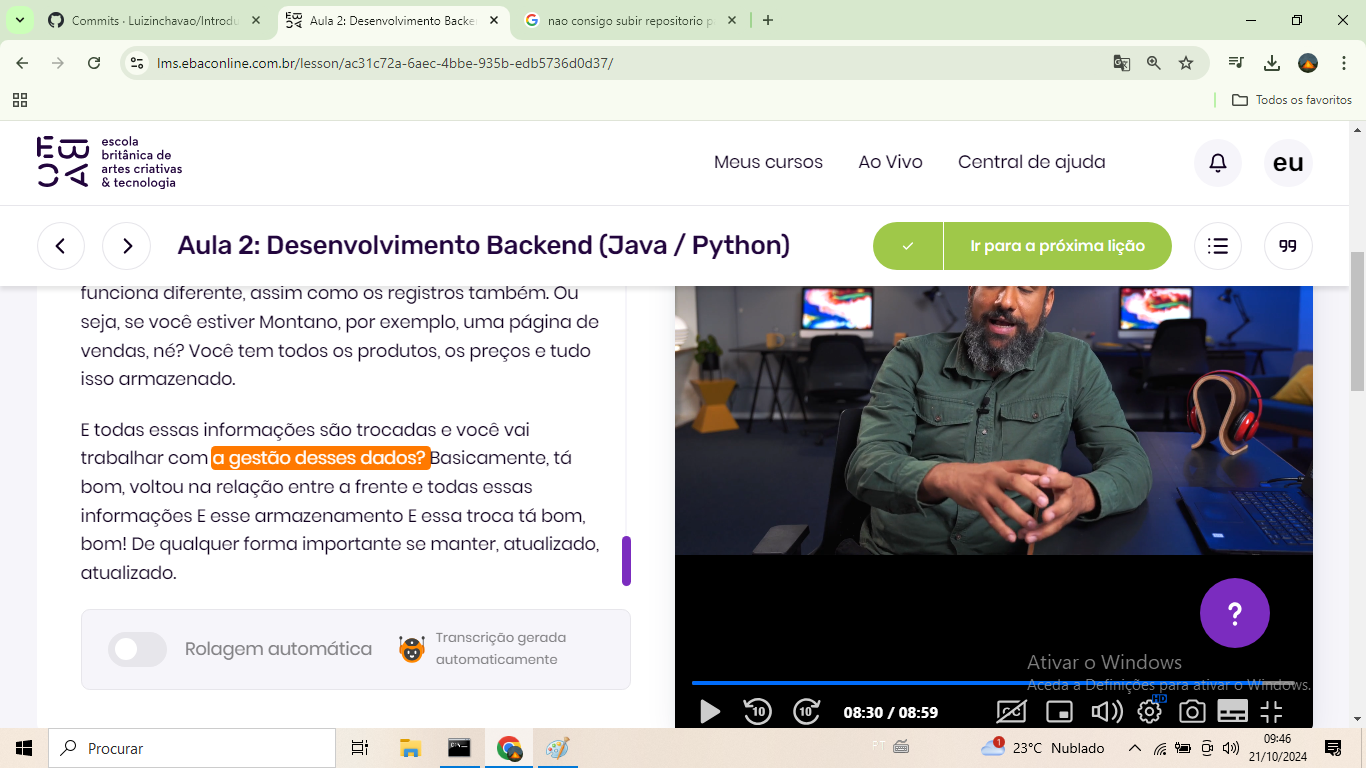 Commits · Luizinchavao/Introdu
Aula 2: Desenvolvimento Backe
nao consigo subir repositorio p
lms.ebaconline.com.br/lesson/ac31c72a-6aec-4bbe-935b-edb5736d0d37/
Todos os favoritos
escola
britânica de
artes criativas
& tecnologia
Meus cursos
Ao Vivo
Central de ajuda
eu
Aula 2: Desenvolvimento Backend (Java / Python)
Ir para a próxima lição
funciona diferente, assim como os registros também. Ou
seja, se você estiver Montano, por exemplo, uma página de
vendas, né? Você tem todos os produtos, os preços e tudo
isso armazenado.
E todas essas informações são trocadas e você vai
trabalhar com a gestão desses dados? Basicamente, tá
bom, voltou na relação entre a frente e todas essas
informações E esse armazenamento E essa troca tá bom,
bom! De qualquer forma importante se manter, atualizado,
atualizado.
Rolagem automática
Transcrição gerada
automaticamente
?
Ativar o Windows
Aceda a Definições para ativar o Windows.
10
10
08:30 / 08:59
HD
Procurar
PT
1
23°C Nublado
09:46
21/10/2024